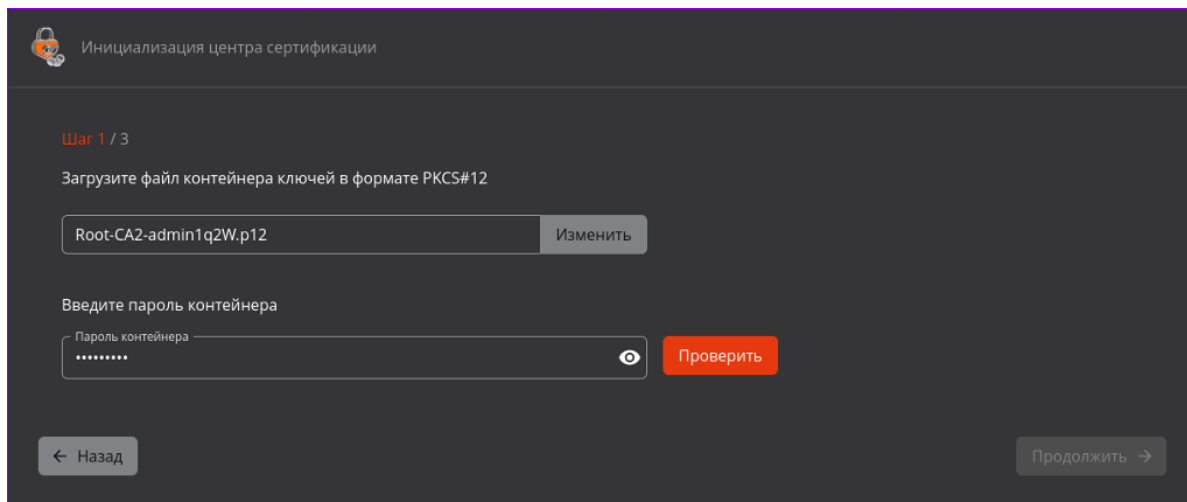 Инициализация центра сертификации
Шаг 1 / 3
Загрузите файл контейнера ключей в формате PKCS#12
Root-CA2-admin1q2W.p12 Изменить
Введите пароль контейнера
Пароль контейнера
••••••••• Проверить
← Назад Продолжить →